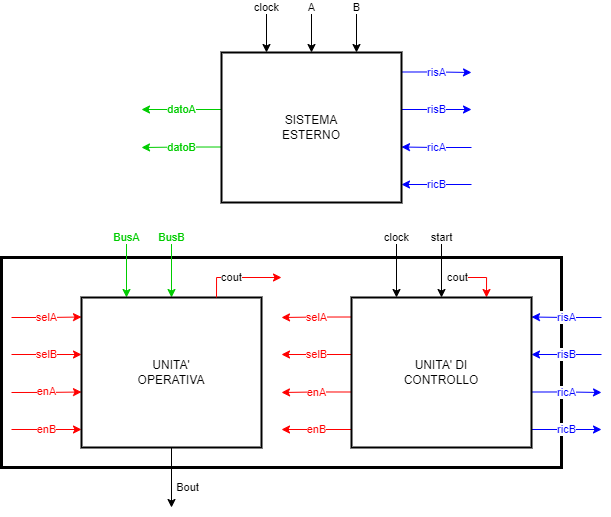 clock A B
SISTEMA
ESTERNO
datoA
datoB
risA
risB
ricA
ricB
BusA BusB
cout
clock start
cout
selA
selB
enA
enB
UNITA'
OPERATIVA
selA
selB
enA
enB
UNITA' DI
CONTROLLO
risA
risB
ricA
ricB
Bout